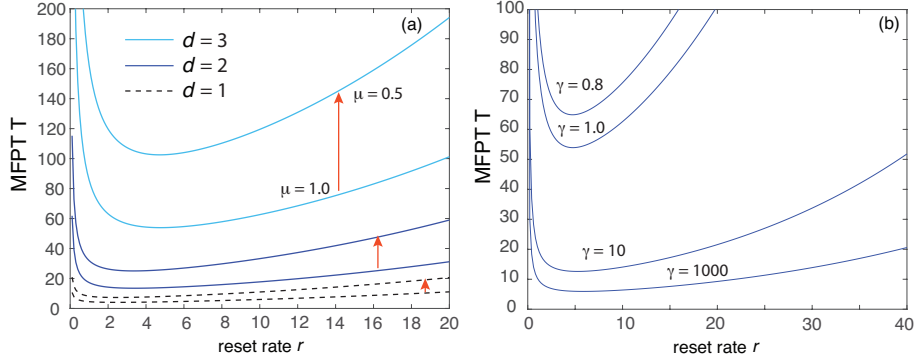 (a)
d = 3
d = 2
d = 1
μ = 0.5
μ = 1.0
MFPT T
200
180
160
140
120
100
80
60
40
20
0
0 2 4 6 8 10 12 14 16 18 20
reset rate r
(b)
γ = 0.8
γ = 1.0
γ = 10
γ = 1000
MFPT T
100
90
80
70
60
50
40
30
20
10
0
0 10 20 30 40
reset rate r